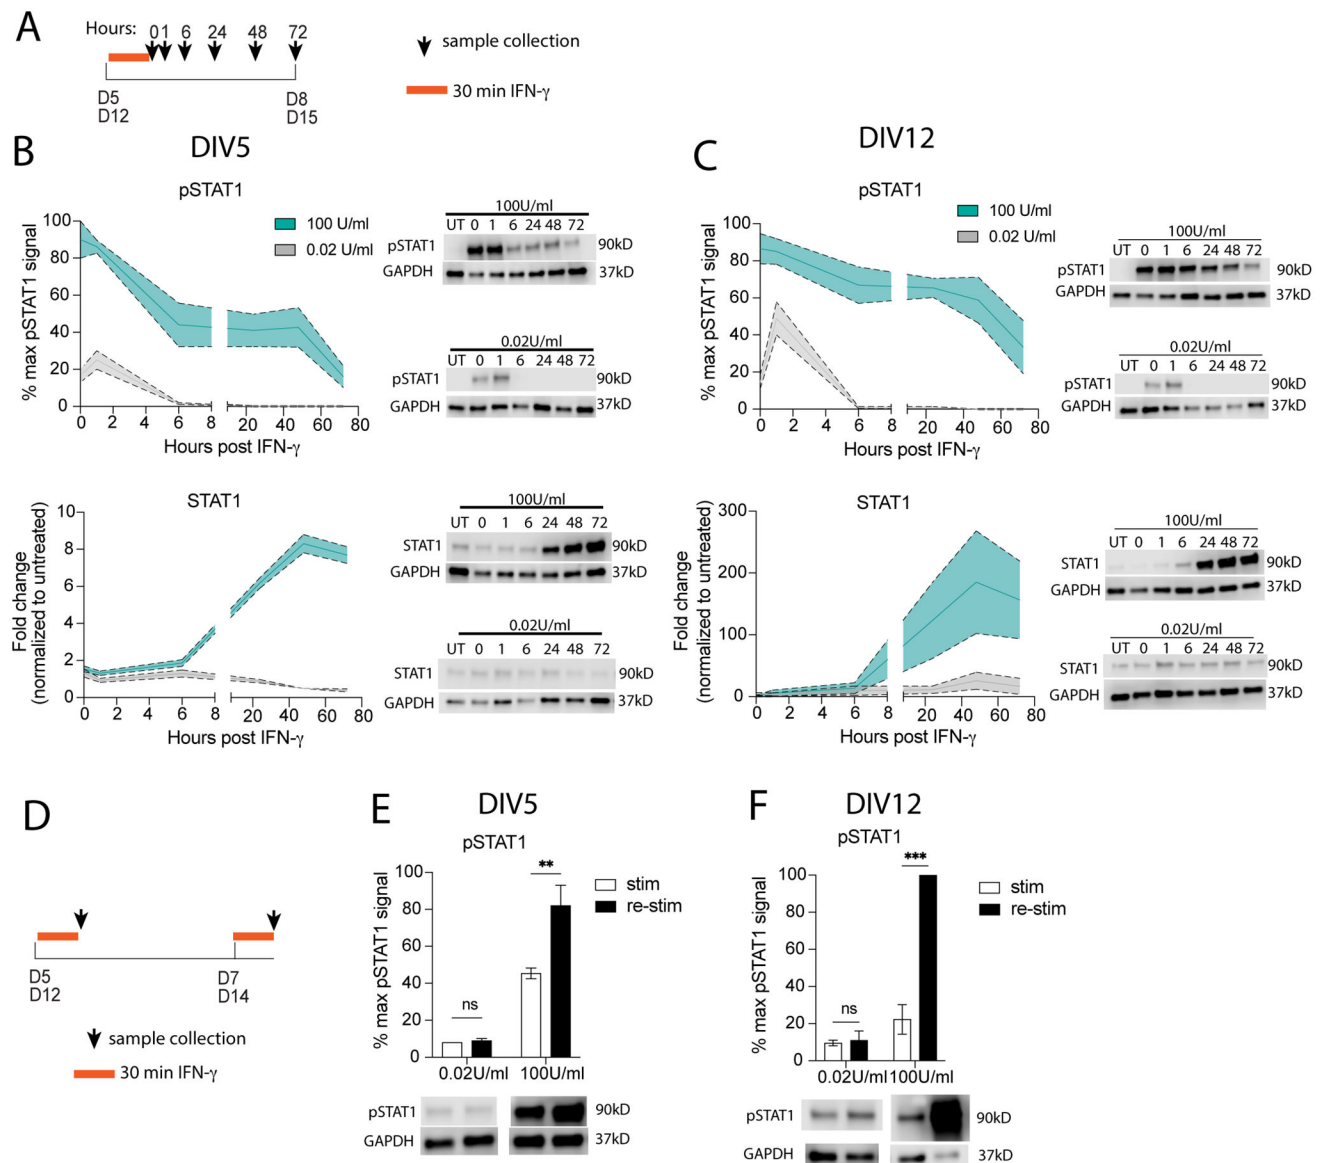 A
Hours: 0 1 6 24 48 72
sample collection
30 min IFN-γ
D5 D8
D12 D15
B
DIV5
pSTAT1
% max pSTAT1 signal
100
80
60
40
20
0
0 2 4 6 8 20 40 60 80
Hours post IFN-γ
100 U/ml
0.02 U/ml
100U/ml
UT 0 1 6 24 48 72
pSTAT1 90kD
GAPDH 37kD
0.02U/ml
UT 0 1 6 24 48 72
pSTAT1 90kD
GAPDH 37kD
STAT1
Fold change
(normalized to untreated)
10
8
6
4
2
0
0 2 4 6 8 20 40 60 80
Hours post IFN-γ
100U/ml
UT 0 1 6 24 48 72
STAT1 90kD
GAPDH 37kD
0.02U/ml
UT 0 1 6 24 48 72
STAT1 90kD
GAPDH 37kD
C
DIV12
pSTAT1
% max pSTAT1 signal
100
80
60
40
20
0
0 2 4 6 8 20 40 60 80
Hours post IFN-γ
100 U/ml
0.02 U/ml
100U/ml
UT 0 1 6 24 48 72
pSTAT1 90kD
GAPDH 37kD
0.02U/ml
UT 0 1 6 24 48 72
pSTAT1 90kD
GAPDH 37kD
STAT1
Fold change
(normalized to untreated)
300
200
100
0
0 2 4 6 8 20 40 60 80
Hours post IFN-γ
100U/ml
UT 0 1 6 24 48 72
STAT1 90kD
GAPDH 37kD
0.02U/ml
UT 0 1 6 24 48 72
STAT1 90kD
GAPDH 37kD
D
D5 D7
D12 D14
sample collection
30 min IFN-γ
E
DIV5
pSTAT1
% max pSTAT1 signal
100
80
60
40
20
0
ns
**
stim
re-stim
0.02U/ml 100U/ml
pSTAT1 90kD
GAPDH 37kD
F
DIV12
pSTAT1
% max pSTAT1 signal
100
80
60
40
20
0
ns
***
stim
re-stim
0.02U/ml 100U/ml
pSTAT1 90kD
GAPDH 37kD